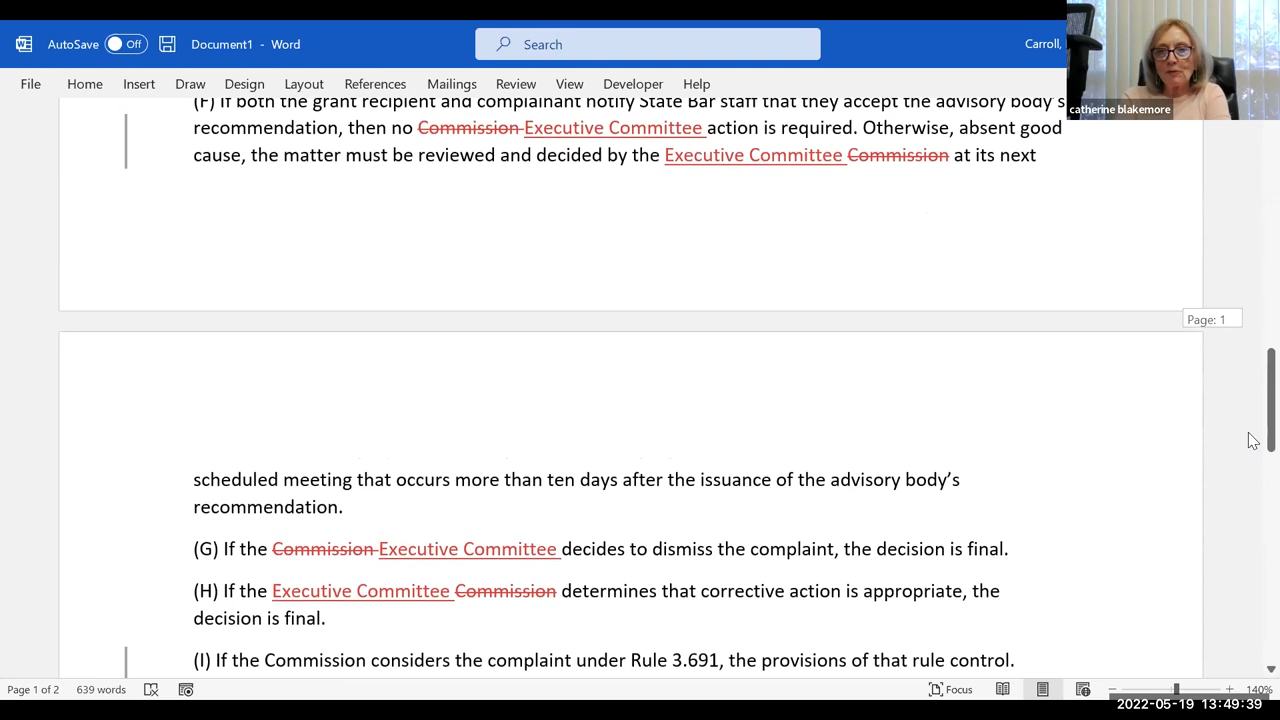 AutoSave Off Document1 - Word Search Carroll,
File Home Insert Draw Design Layout References Mailings Review View Developer Help
catherine blakemore
(F) If both the grant recipient and complainant notify State Bar staff that they accept the advisory body's
recommendation, then no Commission Executive Committee action is required. Otherwise, absent good
cause, the matter must be reviewed and decided by the Executive Committee Commission at its next
Page: 1
scheduled meeting that occurs more than ten days after the issuance of the advisory body's
recommendation.
(G) If the Commission Executive Committee decides to dismiss the complaint, the decision is final.
(H) If the Executive Committee Commission determines that corrective action is appropriate, the
decision is final.
(I) If the Commission considers the complaint under Rule 3.691, the provisions of that rule control.
Page 1 of 2 639 words Focus 140%
2022-05-19 13:49:39